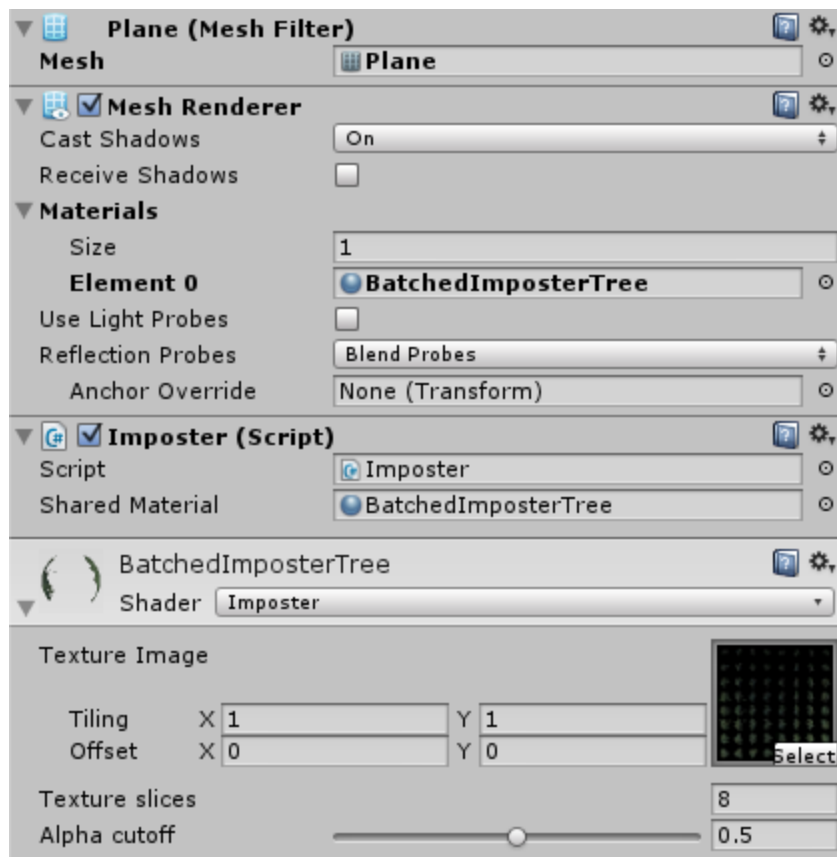 Plane (Mesh Filter)
Mesh Plane
Mesh Renderer
Cast Shadows On
Receive Shadows
Materials
Size 1
Element 0 BatchedImposterTree
Use Light Probes
Reflection Probes Blend Probes
Anchor Override None (Transform)
Imposter (Script)
Script Imposter
Shared Material BatchedImposterTree
BatchedImposterTree
Shader Imposter
Texture Image
Tiling X 1 Y 1
Offset X 0 Y 0
Select
Texture slices 8
Alpha cutoff 0.5